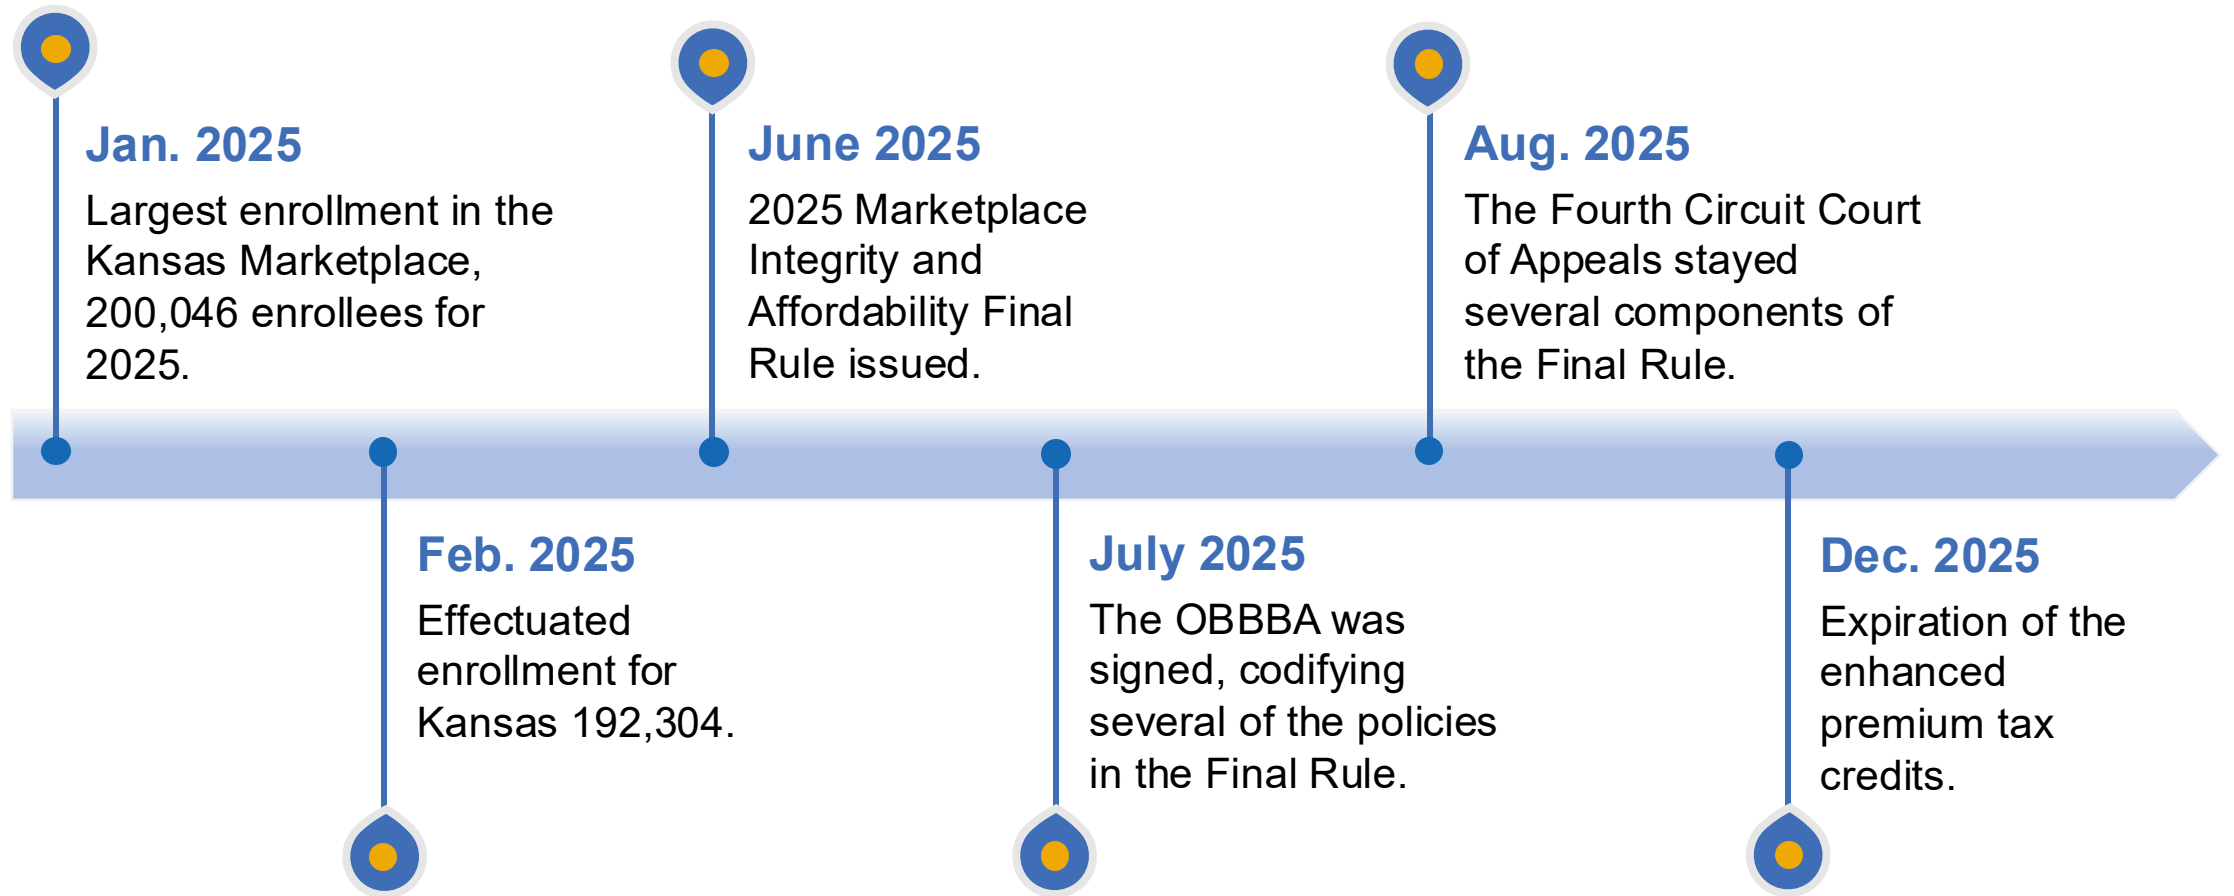 Jan. 2025
Largest enrollment in the
Kansas Marketplace,
200,046 enrollees for
2025.
Feb. 2025
Effectuated
enrollment for
Kansas 192,304.
June 2025
2025 Marketplace
Integrity and
Affordability Final
Rule issued.
July 2025
The OBBBA was
signed, codifying
several of the policies
in the Final Rule.
Aug. 2025
The Fourth Circuit Court
of Appeals stayed
several components of
the Final Rule.
Dec. 2025
Expiration of the
enhanced
premium tax
credits.